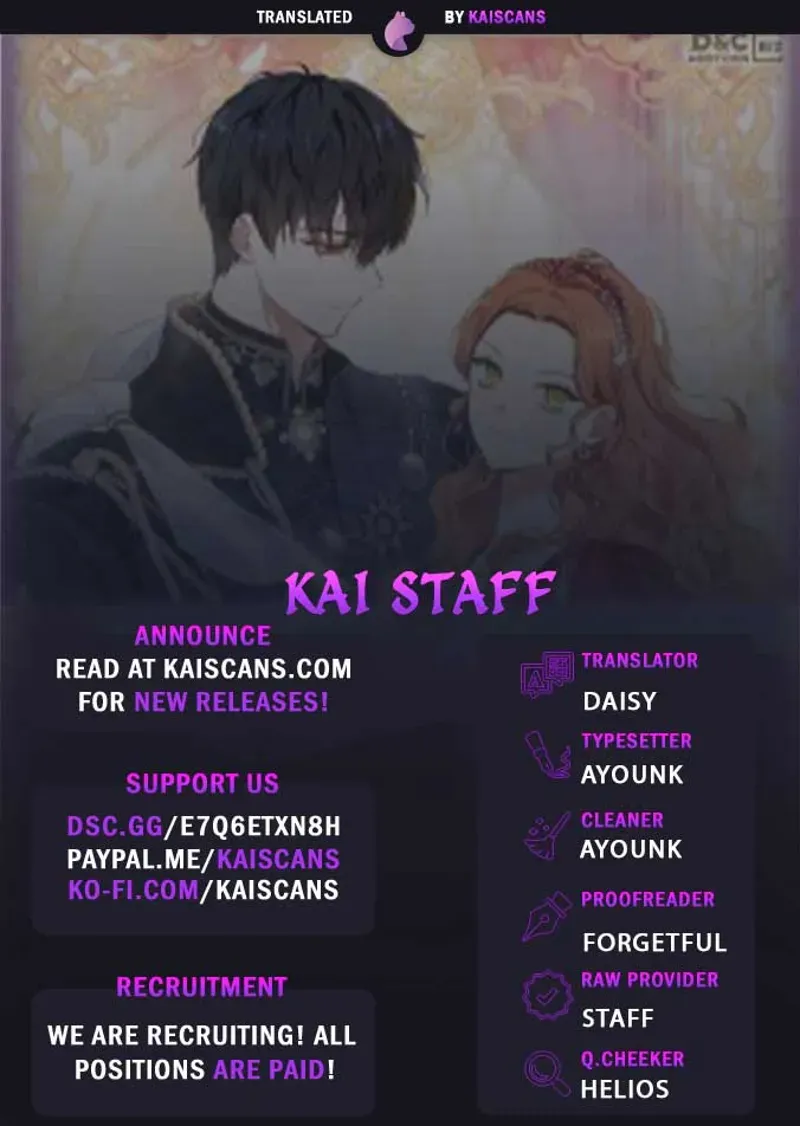 TRANSLATED BY KAISCANS
D&C
KAI STAFF
ANNOUNCE
READ AT KAISCANS.COM
FOR NEW RELEASES!
SUPPORT US
DSC.GG/E7Q6ETXN8H
PAYPAL.ME/KAISCANS
KO-FI.COM/KAISCANS
RECRUITMENT
WE ARE RECRUITING! ALL
POSITIONS ARE PAID!
TRANSLATOR
DAISY
TYPESETTER
AYOUNK
CLEANER
AYOUNK
PROOFREADER
FORGETFUL
RAW PROVIDER
STAFF
Q.CHEEKER
HELIOS